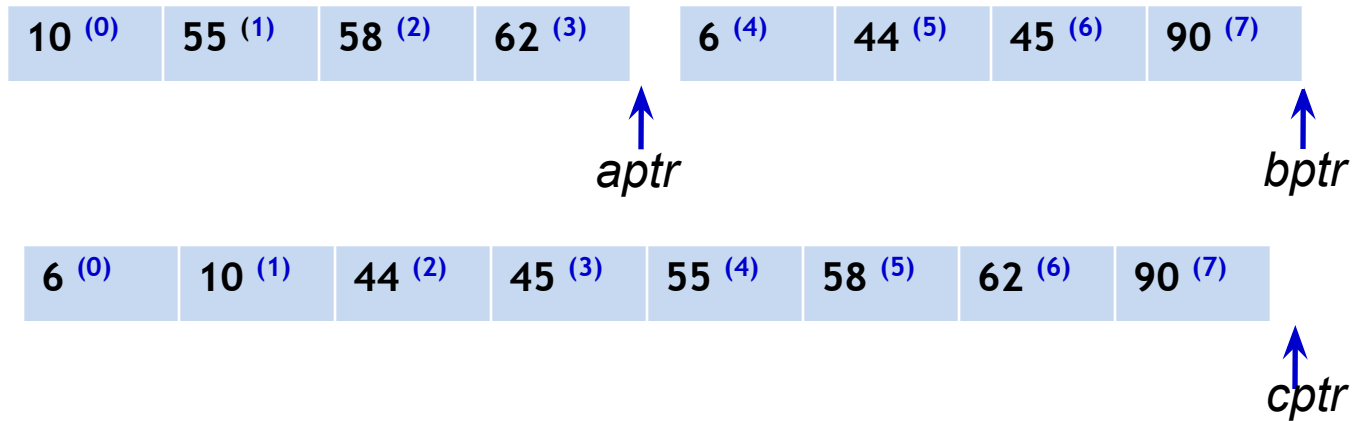 10 (0) 55 (1) 58 (2) 62 (3) 6 (4) 44 (5) 45 (6) 90 (7)
aptr bptr
6 (0) 10 (1) 44 (2) 45 (3) 55 (4) 58 (5) 62 (6) 90 (7)
cptr